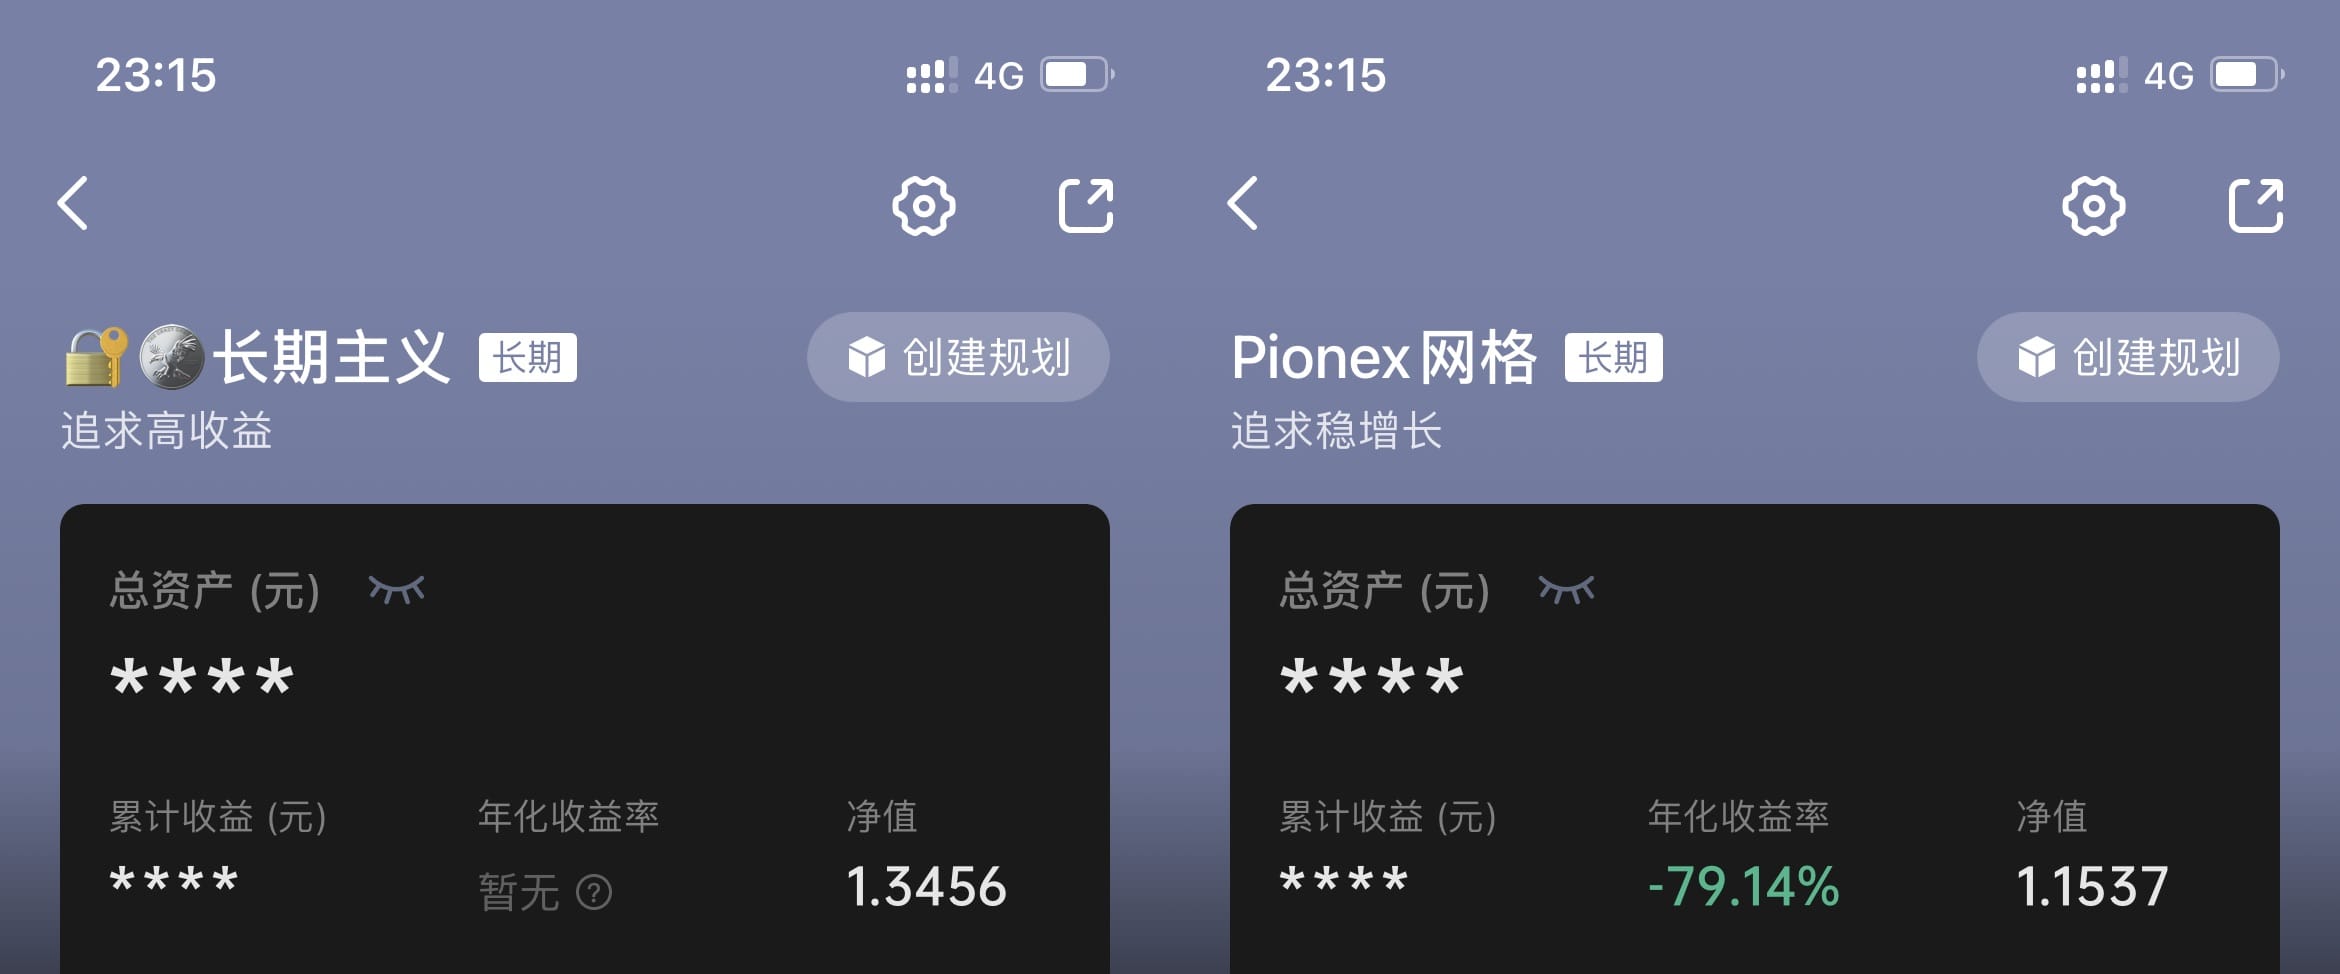 23:15
4G
长期主义
长期
创建规划
追求高收益
总资产 (元)
****
累计收益 (元)
年化收益率
净值
****
暂无
1.3456
23:15
4G
Pionex网格
长期
创建规划
追求稳增长
总资产 (元)
****
累计收益 (元)
年化收益率
净值
****
-79.14%
1.1537